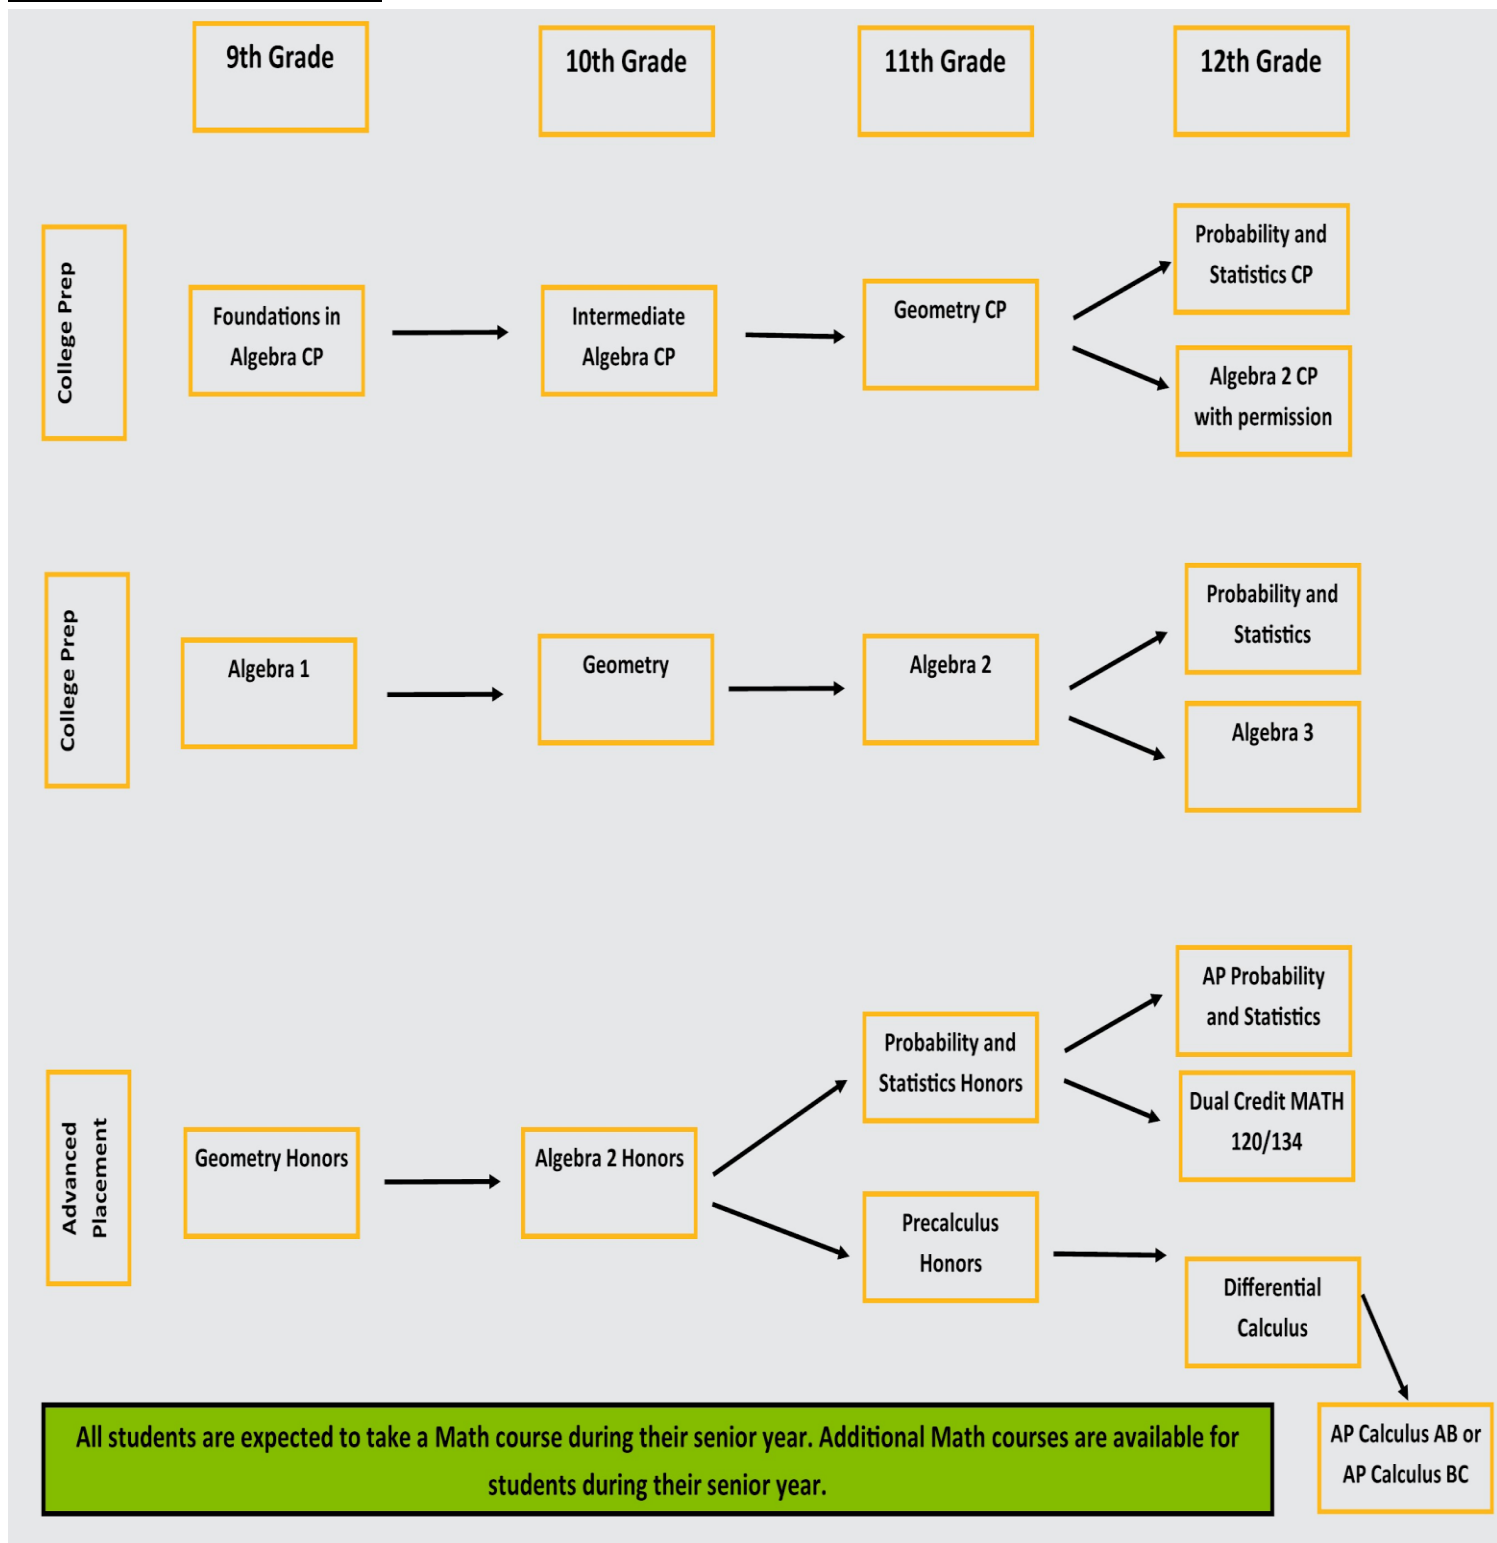 9th Grade
10th Grade
11th Grade
12th Grade
College Prep
Foundations in
Algebra CP
Intermediate
Algebra CP
Geometry CP
Probability and
Statistics CP
Algebra 2 CP
with permission
College Prep
Algebra 1
Geometry
Algebra 2
Probability and
Statistics
Algebra 3
Advanced
Placement
Geometry Honors
Algebra 2 Honors
Probability and
Statistics Honors
Precalculus
Honors
AP Probability
and Statistics
Dual Credit MATH
120/134
Differential
Calculus
AP Calculus AB or
AP Calculus BC
All students are expected to take a Math course during their senior year. Additional Math courses are available for
students during their senior year.